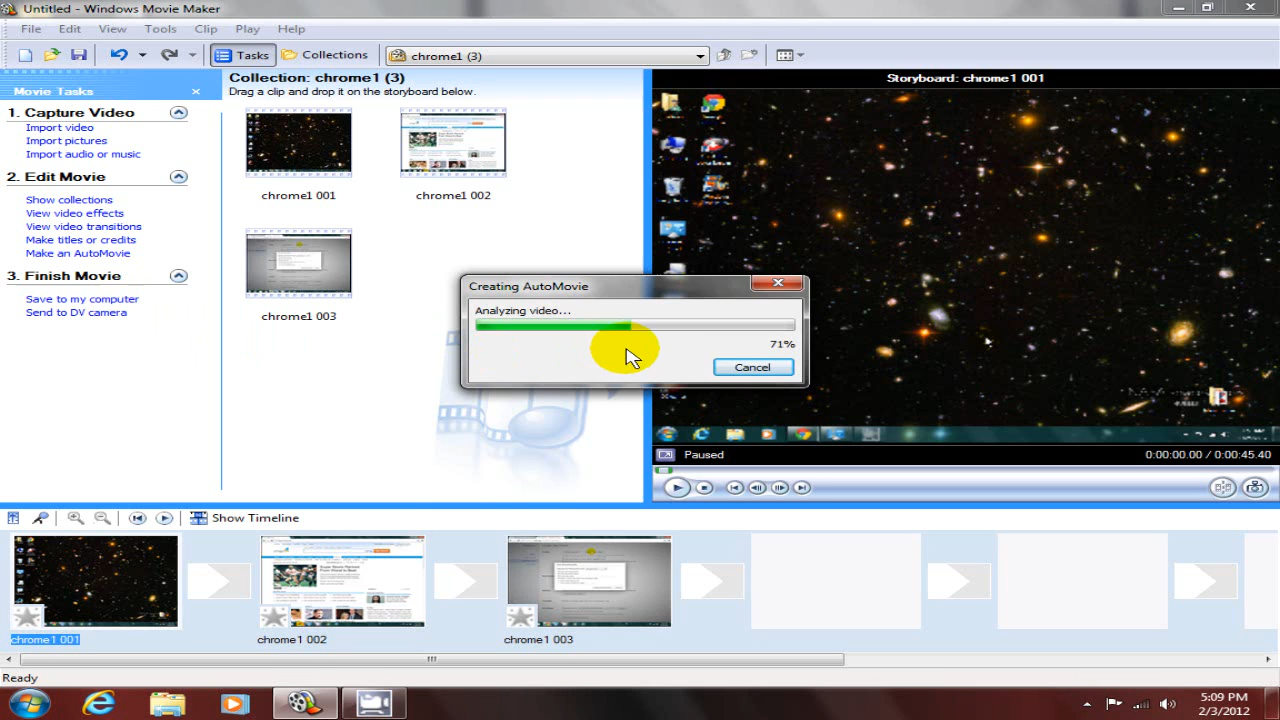 Untitled - Windows Movie Maker
File Edit View Tools Clip Play Help
Tasks Collections chrome1 (3)
Movie Tasks
1. Capture Video
Import video
Import pictures
Import audio or music
2. Edit Movie
Show collections
View video effects
View video transitions
Make titles or credits
Make an AutoMovie
3. Finish Movie
Save to my computer
Send to DV camera
Collection: chrome1 (3)
Drag a clip and drop it on the storyboard below.
chrome1 001
chrome1 002
chrome1 003
Creating AutoMovie
Analyzing video...
71%
Cancel
Storyboard: chrome1 001
Paused
0:00:00.00 / 0:00:45.40
Show Timeline
chrome1 001
chrome1 002
chrome1 003
Ready
5:09 PM
2/3/2012